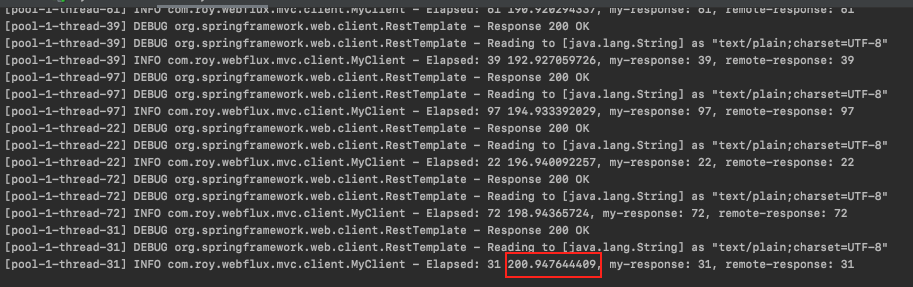 [pool-1-thread-61] INFO com.roy.webflux.mvc.client.MyClient - Elapsed: 61 190.920294337, my-response: 61, remote-response: 61
[pool-1-thread-39] DEBUG org.springframework.web.client.RestTemplate - Response 200 OK
[pool-1-thread-39] DEBUG org.springframework.web.client.RestTemplate - Reading to [java.lang.String] as "text/plain;charset=UTF-8"
[pool-1-thread-39] INFO com.roy.webflux.mvc.client.MyClient - Elapsed: 39 192.927059726, my-response: 39, remote-response: 39
[pool-1-thread-97] DEBUG org.springframework.web.client.RestTemplate - Response 200 OK
[pool-1-thread-97] DEBUG org.springframework.web.client.RestTemplate - Reading to [java.lang.String] as "text/plain;charset=UTF-8"
[pool-1-thread-97] INFO com.roy.webflux.mvc.client.MyClient - Elapsed: 97 194.933392029, my-response: 97, remote-response: 97
[pool-1-thread-22] DEBUG org.springframework.web.client.RestTemplate - Response 200 OK
[pool-1-thread-22] DEBUG org.springframework.web.client.RestTemplate - Reading to [java.lang.String] as "text/plain;charset=UTF-8"
[pool-1-thread-22] INFO com.roy.webflux.mvc.client.MyClient - Elapsed: 22 196.940092257, my-response: 22, remote-response: 22
[pool-1-thread-72] DEBUG org.springframework.web.client.RestTemplate - Response 200 OK
[pool-1-thread-72] DEBUG org.springframework.web.client.RestTemplate - Reading to [java.lang.String] as "text/plain;charset=UTF-8"
[pool-1-thread-72] INFO com.roy.webflux.mvc.client.MyClient - Elapsed: 72 198.94365724, my-response: 72, remote-response: 72
[pool-1-thread-31] DEBUG org.springframework.web.client.RestTemplate - Response 200 OK
[pool-1-thread-31] DEBUG org.springframework.web.client.RestTemplate - Reading to [java.lang.String] as "text/plain;charset=UTF-8"
[pool-1-thread-31] INFO com.roy.webflux.mvc.client.MyClient - Elapsed: 31 200.947644409, my-response: 31, remote-response: 31